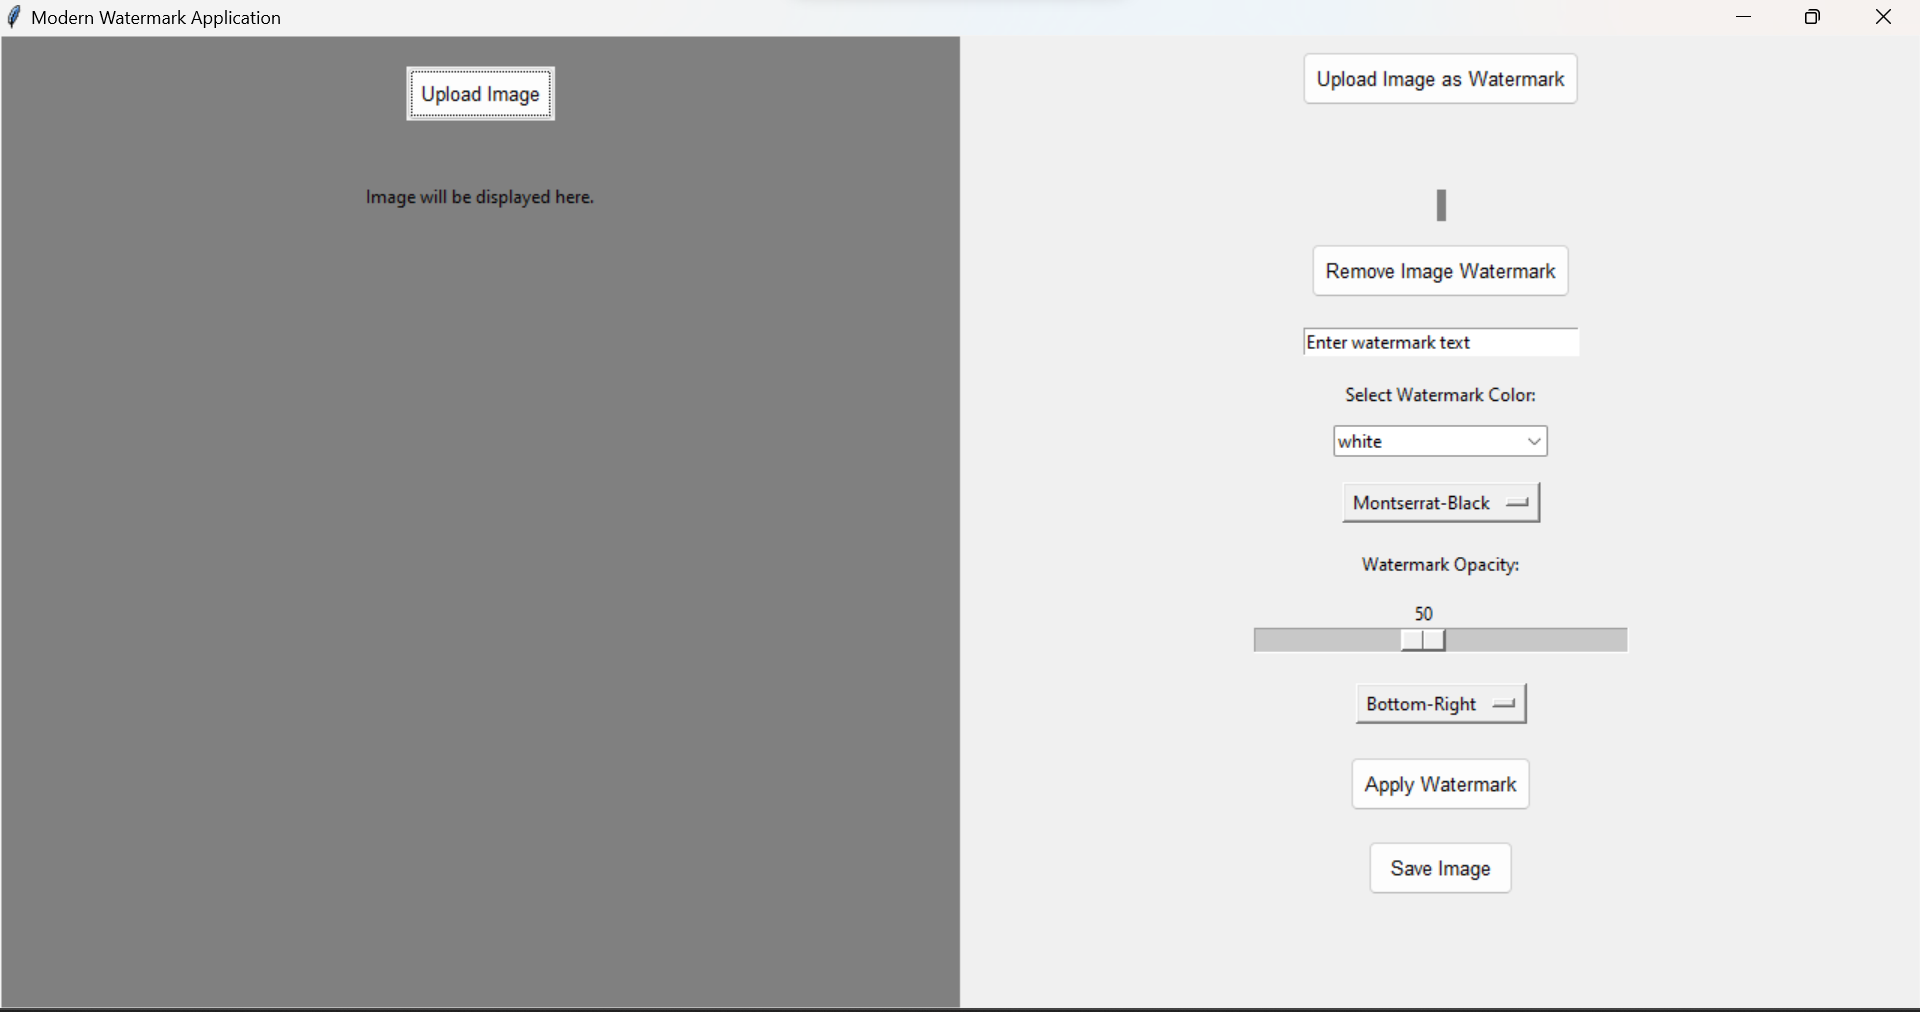 Modern Watermark Application
Upload Image
Image will be displayed here.
Upload Image as Watermark
Remove Image Watermark
Enter watermark text
Select Watermark Color:
white
Montserrat-Black
Watermark Opacity:
50
Bottom-Right
Apply Watermark
Save Image